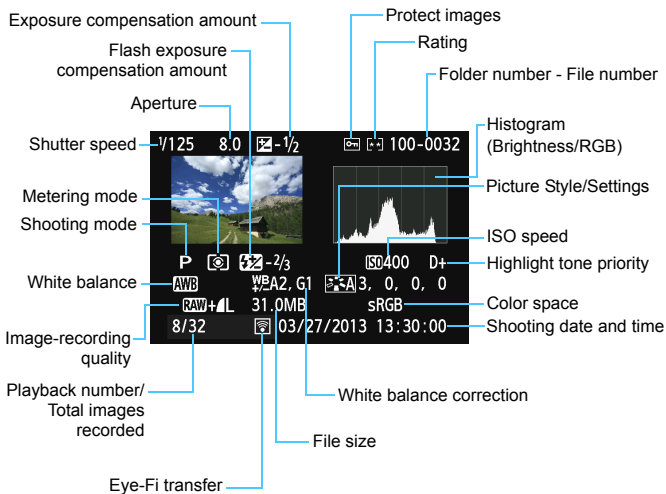 Exposure compensation amount
Protect images
Flash exposure
compensation amount
Rating
Folder number - File number
Aperture
Shutter speed
Histogram
(Brightness/RGB)
1/125 8.0 -1/2 100-0032
Metering mode
Picture Style/Settings
Shooting mode
ISO speed
P -2/3 ISO400 D+
Highlight tone priority
White balance
AWB WB+/-A2, G1 A3, 0, 0, 0
RAW+L 31.0MB sRGB
Color space
Image-recording
quality
8/32 03/27/2013 13:30:00
Shooting date and time
Playback number/
Total images
recorded
White balance correction
File size
Eye-Fi transfer